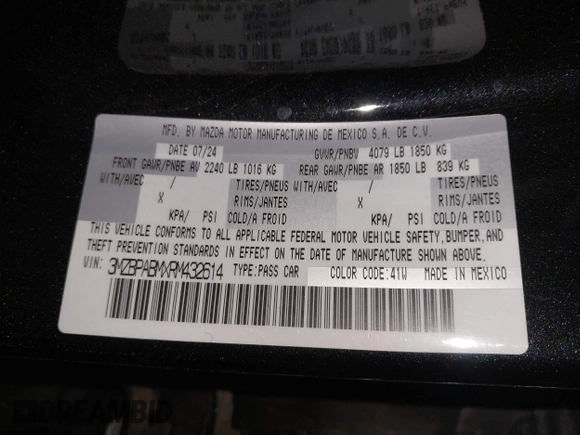 MFD. BY MAZDA MOTOR MANUFACTURING DE MEXICO S.A. DE C.V.
DATE 07/24 GVWR/PNBV 4079 LB 1850 KG
FRONT GAWR/PNBE AV 2240 LB 1016 KG REAR GAWR/PNBE AR 1850 LB 839 KG
WITH/AVEC / TIRES/PNEUS WITH/AVEC / TIRES/PNEUS
X RIMS/JANTES X RIMS/JANTES
KPA/ PSI COLD/A FROID KPA/ PSI COLD/A FROID
THIS VEHICLE CONFORMS TO ALL APPLICABLE FEDERAL MOTOR VEHICLE SAFETY, BUMPER, AND
THEFT PREVENTION STANDARDS IN EFFECT ON THE DATE OF MANUFACTURE SHOWN ABOVE.
VIN: 3MZBPABMXRM432614 TYPE:PASS CAR COLOR CODE:41W MADE IN MEXICO
DREAMBID